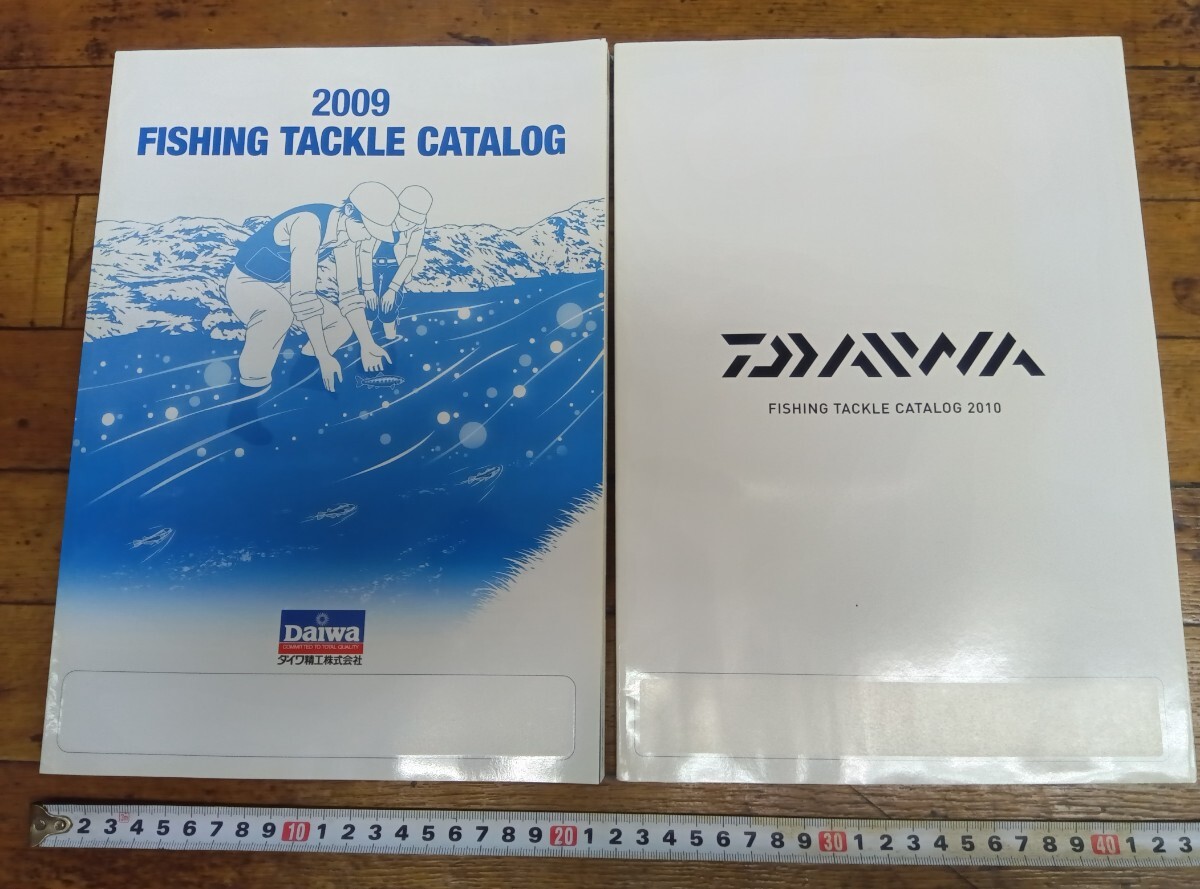 2009
FISHING TACKLE CATALOG
Daiwa
COMMITTED TO TOTAL QUALITY
ダイワ精工株式会社
DAIWA
FISHING TACKLE CATALOG 2010
2 3 4 5 6 7 8 9 10 1 2 3 4 5 6 7 8 9 20 1 2 3 4 5 6 7 8 9 30 1 2 3 4 5 6 7 8 9 40 1 2 3